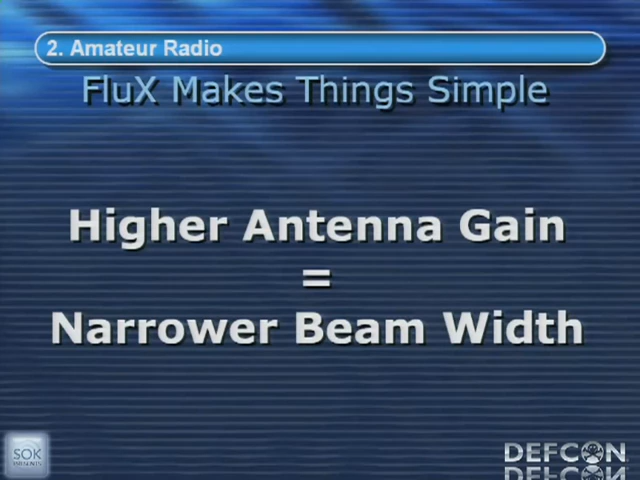 2. Amateur Radio
FluX Makes Things Simple
Higher Antenna Gain
=
Narrower Beam Width
SOK
DEFCON